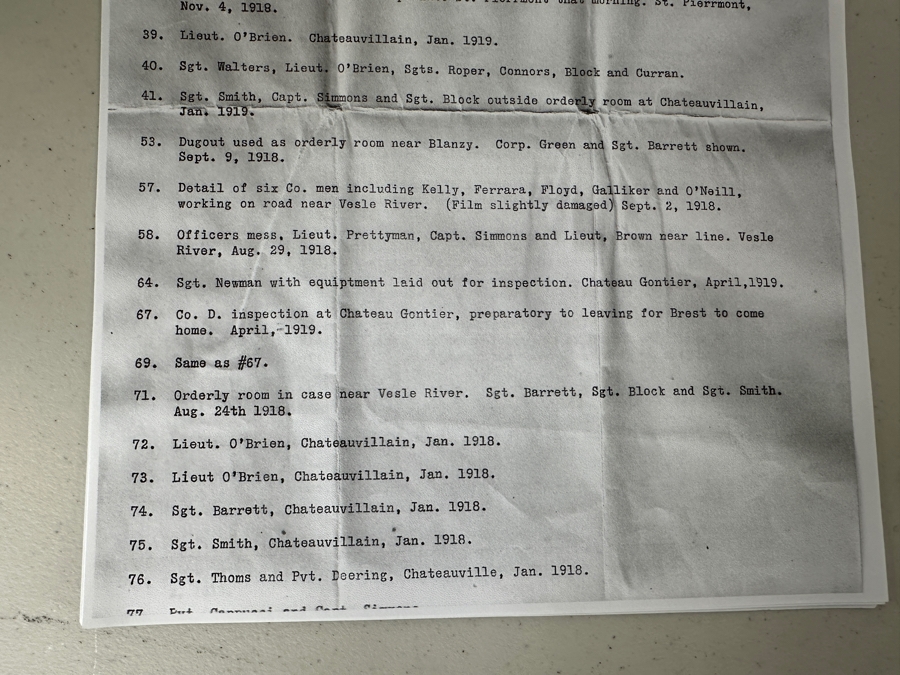 that morning. St. Pierrmont,
Nov. 4, 1918.
39. Lieut. O'Brien. Chateauvillain, Jan. 1919.
40. Sgt. Walters, Lieut. O'Brien, Sgts. Roper, Connors, Block and Curran.
41. Sgt. Smith, Capt. Simmons and Sgt. Block outside orderly room at Chateauvillain,
Jan. 1919.
53. Dugout used as orderly room near Blanzy. Corp. Green and Sgt. Barrett shown.
Sept. 9, 1918.
57. Detail of six Co. men including Kelly, Ferrara, Floyd, Galliker and O'Neill,
working on road near Vesle River. (Film slightly damaged) Sept. 2, 1918.
58. Officers mess, Lieut. Prettyman, Capt. Simmons and Lieut, Brown near line. Vesle
River, Aug. 29, 1918.
64. Sgt. Newman with equiptment laid out for inspection. Chateau Gontier, April,1919.
67. Co. D. inspection at Chateau Gontier, preparatory to leaving for Brest to come
home. April, 1919.
69. Same as #67.
71. Orderly room in case near Vesle River. Sgt. Barrett, Sgt. Block and Sgt. Smith.
Aug. 24th 1918.
72. Lieut. O'Brien, Chateauvillain, Jan. 1918.
73. Lieut O'Brien, Chateauvillain, Jan. 1918.
74. Sgt. Barrett, Chateauvillain, Jan. 1918.
75. Sgt. Smith, Chateauvillain, Jan. 1918.
76. Sgt. Thoms and Pvt. Deering, Chateauville, Jan. 1918.
77